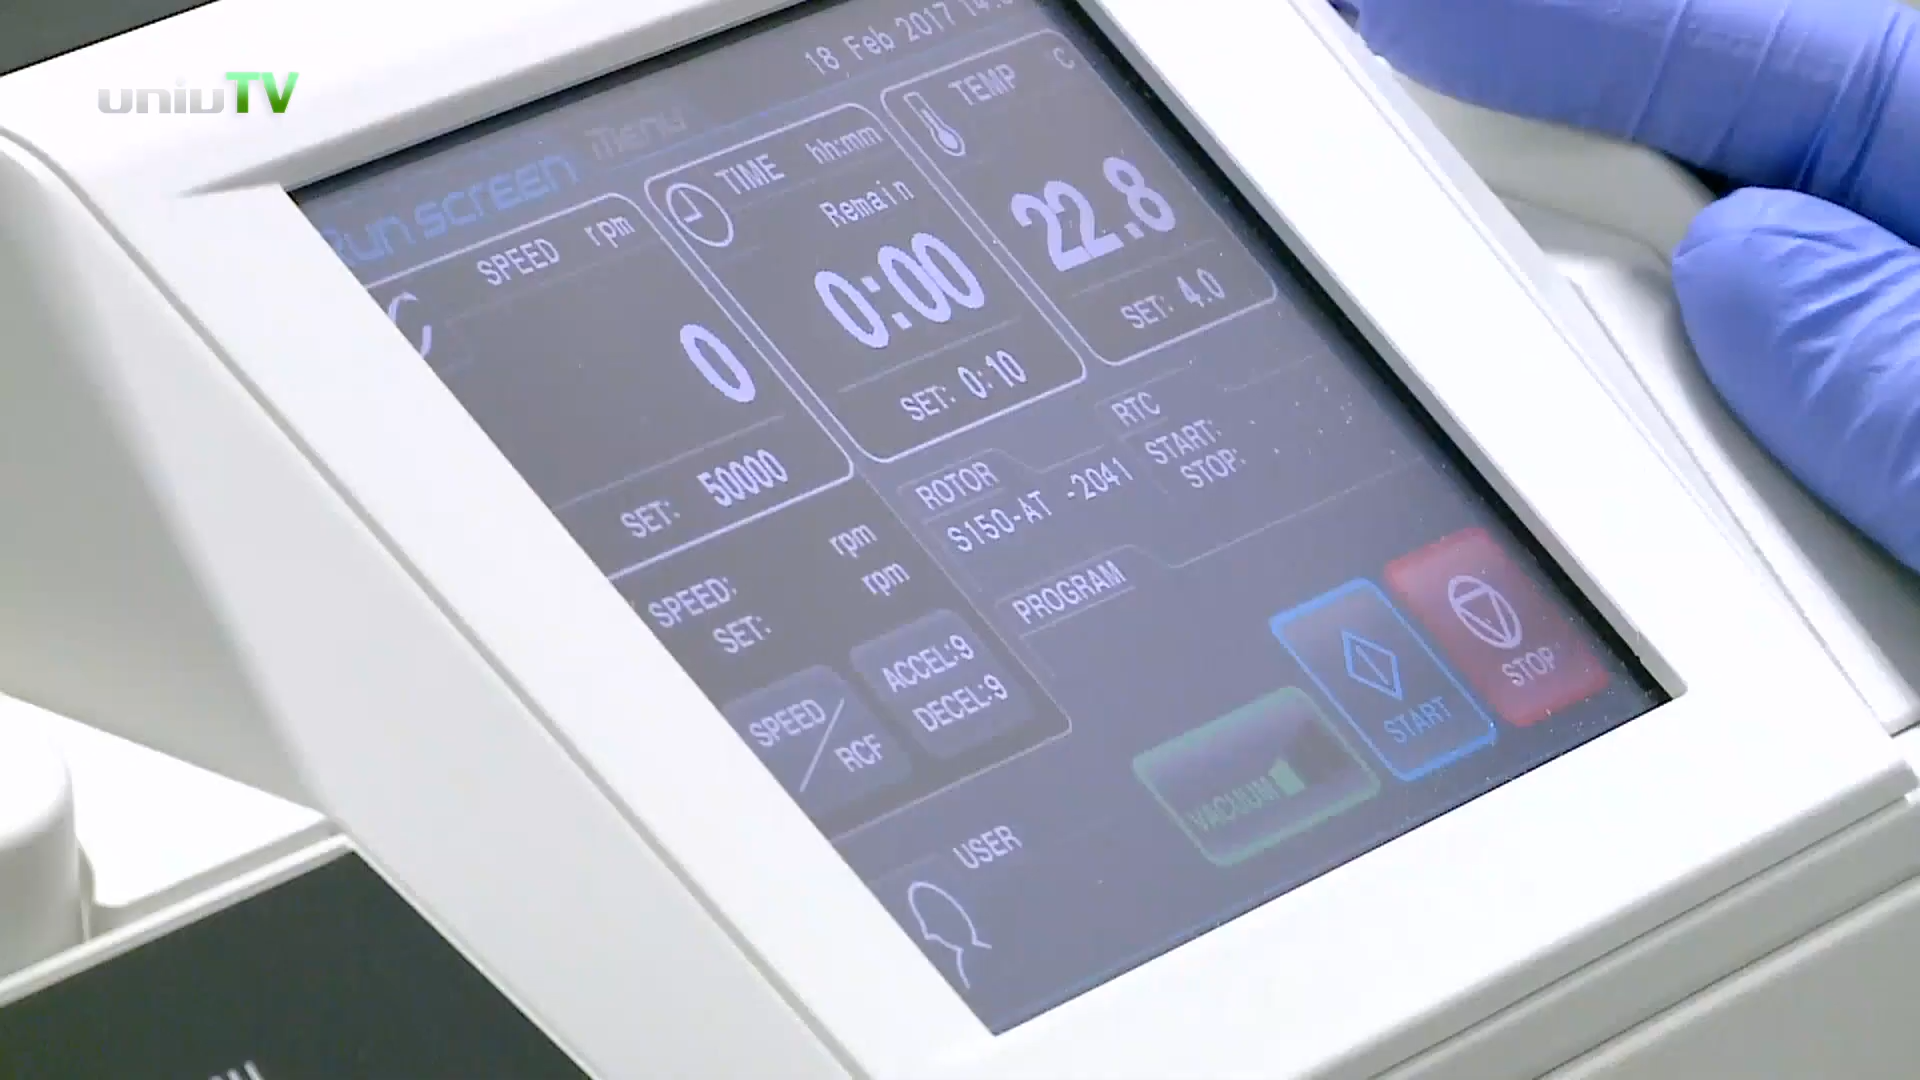 uniuTV
18 Feb 2017
Run screen Menu
SPEED rpm
0
SET: 50000
TIME hh:mm
Remain
0:00
SET: 0:10
TEMP C
22.8
SET: 4.0
SPEED: rpm
SET: rpm
SPEED/RCF
ACCEL:9
DECEL:9
ROTOR
S150-AT -2041
RTC
START: :
STOP: :
PROGRAM
VACUUM
START
STOP
USER